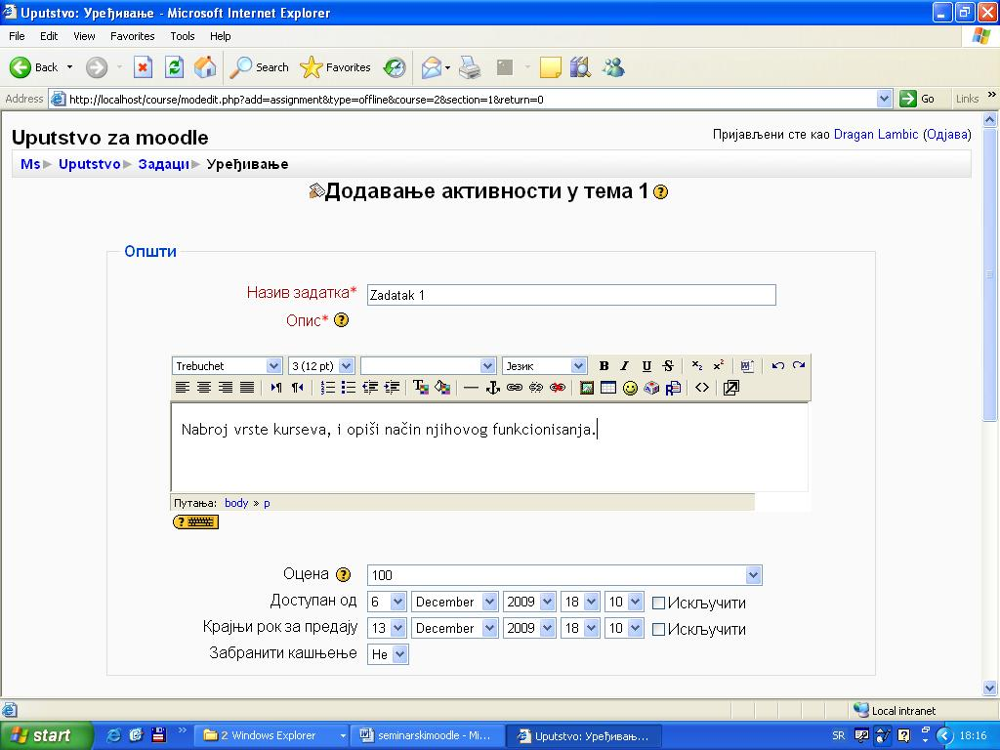 Uputstvo: Уређивање - Microsoft Internet Explorer
File Edit View Favorites Tools Help
Back Search Favorites
Address http://localhost/course/modedit.php?add=assignment&type=offline&course=2&section=1&return=0 Go Links »
Uputstvo za moodle Пријављени сте као Dragan Lambic (Одјава)
Ms ► Uputstvo ► Задаци ► Уређивање
Додавање активности у тема 1 ?
Општи
Назив задатка* Zadatak 1
Опис* ?
Trebuchet 3 (12 pt) Језик B I U S x₂ x²
Nabroj vrste kurseva, i opiši način njihovog funkcionisanja.
Путања: body » p
?
Оцена ? 100
Доступан од 6 December 2009 18 10 Искључити
Крајњи рок за предају 13 December 2009 18 10 Искључити
Забранити кашњење Не
Local intranet
start » 2 Windows Explorer seminarskimoodle - Mi... Uputstvo: Уређивањ... SR 18:16